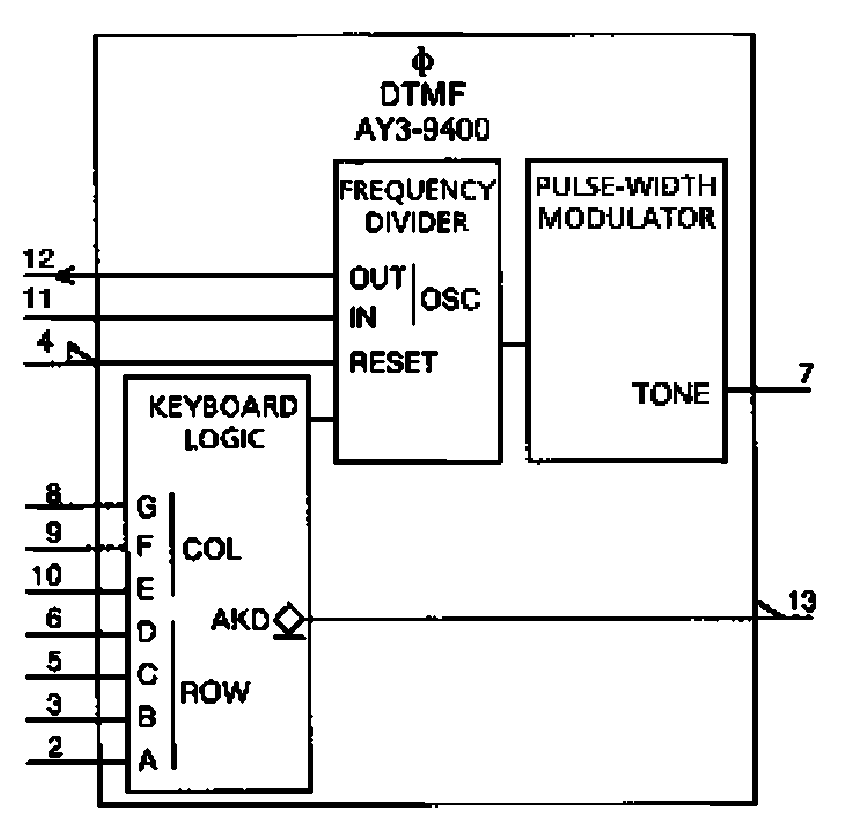 ф
DTMF
AY3-9400
FREQUENCY
DIVIDER
PULSE-WIDTH
MODULATOR
12
OUT
OSC
11
IN
4
RESET
7
TONE
KEYBOARD
LOGIC
8
G
9
F
COL
10
E
6
D
AKD
13
5
C
ROW
3
B
2
A